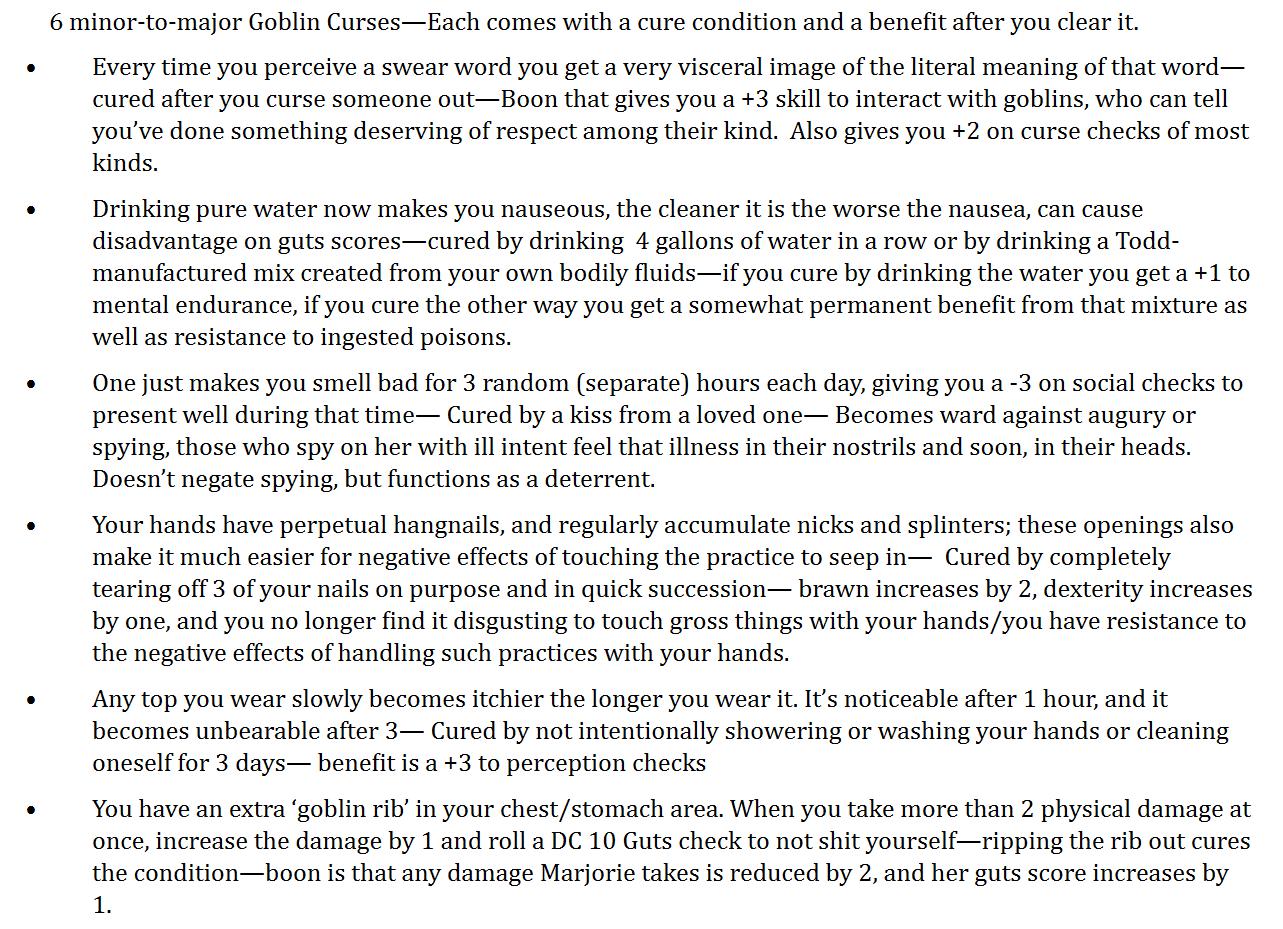 6 minor-to-major Goblin Curses—Each comes with a cure condition and a benefit after you clear it.
• Every time you perceive a swear word you get a very visceral image of the literal meaning of that word—
cured after you curse someone out—Boon that gives you a +3 skill to interact with goblins, who can tell
you’ve done something deserving of respect among their kind.  Also gives you +2 on curse checks of most
kinds.
• Drinking pure water now makes you nauseous, the cleaner it is the worse the nausea, can cause
disadvantage on guts scores—cured by drinking  4 gallons of water in a row or by drinking a Todd-
manufactured mix created from your own bodily fluids—if you cure by drinking the water you get a +1 to
mental endurance, if you cure the other way you get a somewhat permanent benefit from that mixture as
well as resistance to ingested poisons.
• One just makes you smell bad for 3 random (separate) hours each day, giving you a -3 on social checks to
present well during that time— Cured by a kiss from a loved one— Becomes ward against augury or
spying, those who spy on her with ill intent feel that illness in their nostrils and soon, in their heads.
Doesn’t negate spying, but functions as a deterrent.
• Your hands have perpetual hangnails, and regularly accumulate nicks and splinters; these openings also
make it much easier for negative effects of touching the practice to seep in—  Cured by completely
tearing off 3 of your nails on purpose and in quick succession— brawn increases by 2, dexterity increases
by one, and you no longer find it disgusting to touch gross things with your hands/you have resistance to
the negative effects of handling such practices with your hands.
• Any top you wear slowly becomes itchier the longer you wear it. It’s noticeable after 1 hour, and it
becomes unbearable after 3— Cured by not intentionally showering or washing your hands or cleaning
oneself for 3 days— benefit is a +3 to perception checks
• You have an extra ‘goblin rib’ in your chest/stomach area. When you take more than 2 physical damage at
once, increase the damage by 1 and roll a DC 10 Guts check to not shit yourself—ripping the rib out cures
the condition—boon is that any damage Marjorie takes is reduced by 2, and her guts score increases by
1.